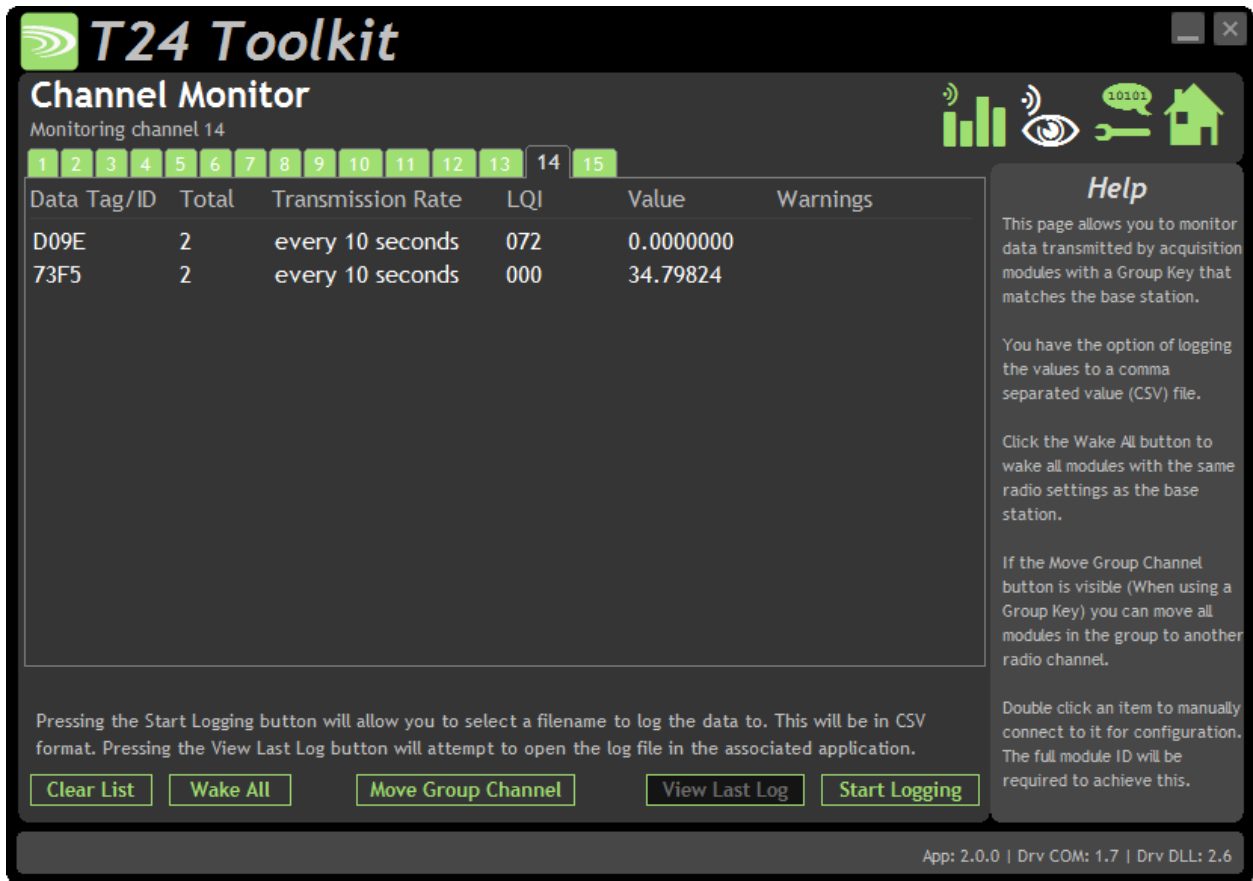 T24 Toolkit
Channel Monitor
Monitoring channel 14
10101
1 2 3 4 5 6 7 8 9 10 11 12 13 14 15
Data Tag/ID Total Transmission Rate LQI Value Warnings
D09E 2 every 10 seconds 072 0.0000000
73F5 2 every 10 seconds 000 34.79824
Pressing the Start Logging button will allow you to select a filename to log the data to. This will be in CSV
format. Pressing the View Last Log button will attempt to open the log file in the associated application.
Clear List Wake All Move Group Channel View Last Log Start Logging
Help
This page allows you to monitor
data transmitted by acquisition
modules with a Group Key that
matches the base station.
You have the option of logging
the values to a comma
separated value (CSV) file.
Click the Wake All button to
wake all modules with the same
radio settings as the base
station.
If the Move Group Channel
button is visible (When using a
Group Key) you can move all
modules in the group to another
radio channel.
Double click an item to manually
connect to it for configuration.
The full module ID will be
required to achieve this.
App: 2.0.0 | Drv COM: 1.7 | Drv DLL: 2.6